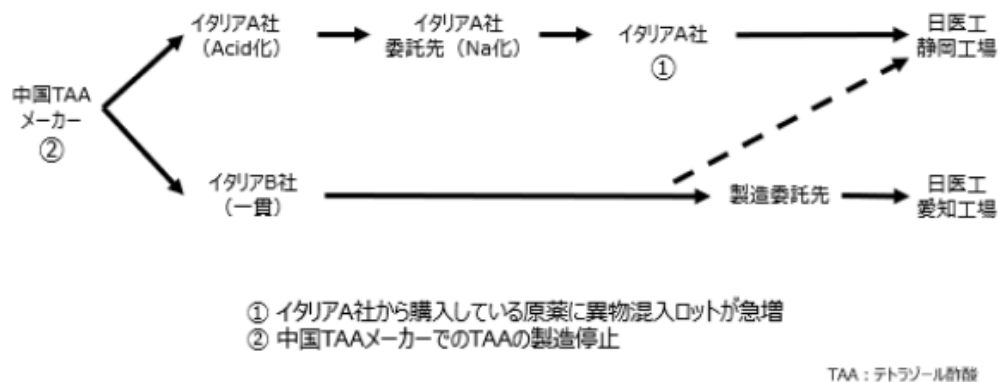 イタリアA社
（Acid化）
イタリアA社
委託先（Na化）
イタリアA社
①
日医工
静岡工場
中国TAA
メーカー
②
イタリアB社
（一貫）
製造委託先
日医工
愛知工場
① イタリアA社から購入している原薬に異物混入ロットが急増
② 中国TAAメーカーでのTAAの製造停止
TAA：テトラゾール酢酸